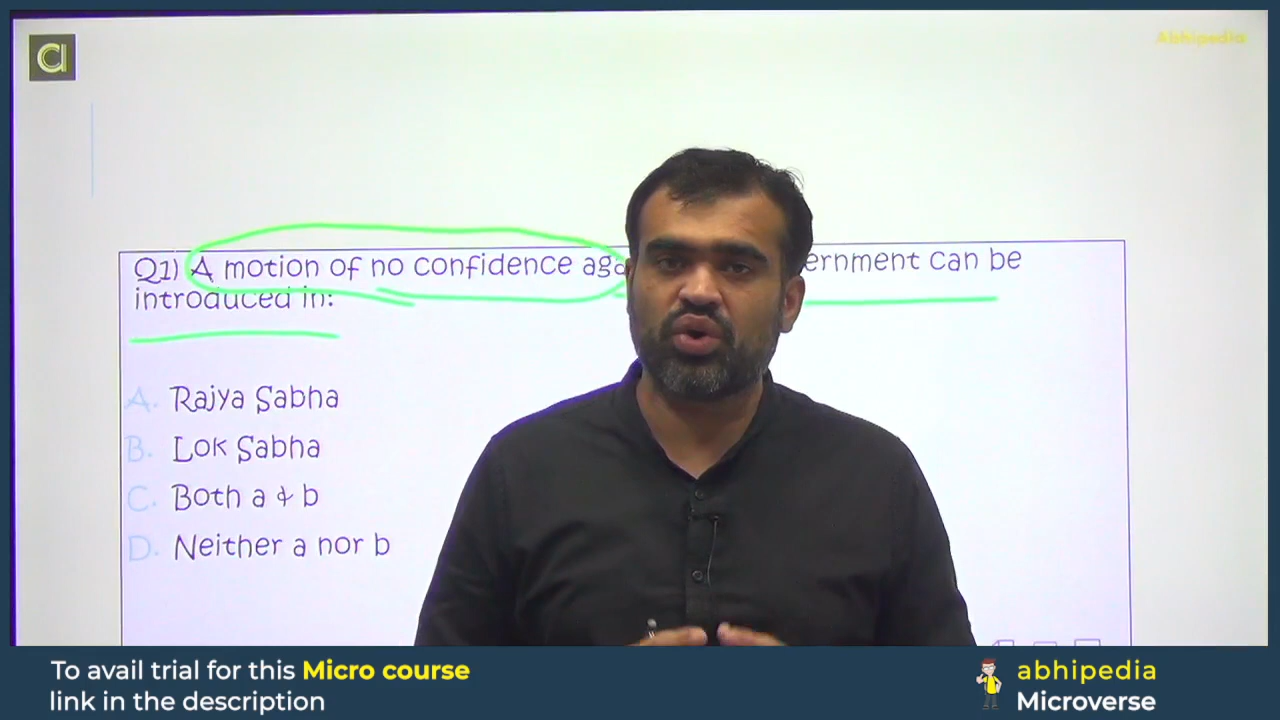 Abhipedia
Q1) A motion of no confidence ernment can be
introduced in:
A. Rajya Sabha
B. Lok Sabha
C. Both a & b
D. Neither a nor b
To avail trial for this Micro course
link in the description
abhipedia
Microverse